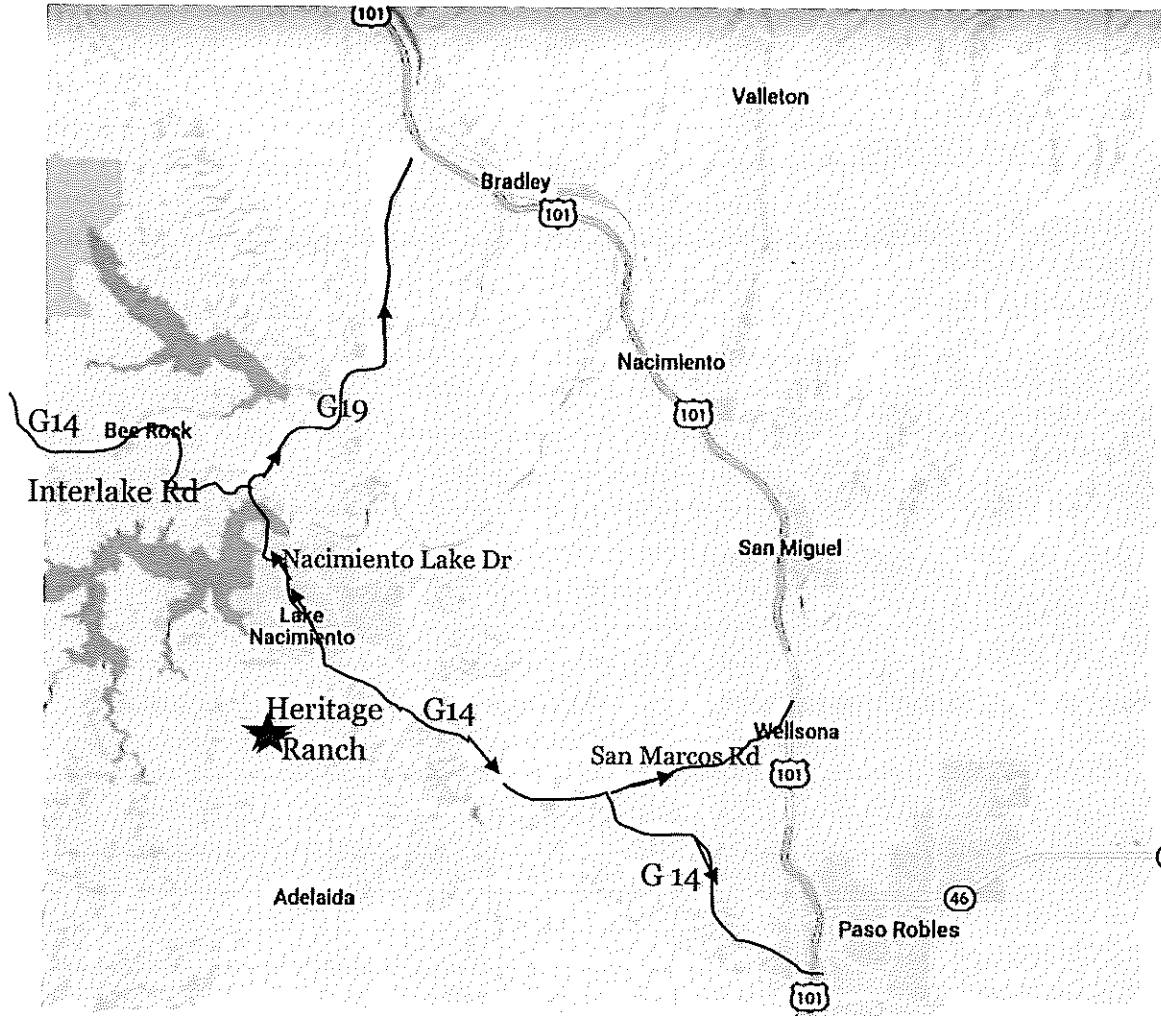 101
Valleton
Bradley
101
Nacimiento
101
G19
G14
Bee Rock
Interlake Rd
San Miguel
Nacimiento Lake Dr
Lake
Nacimiento
Heritage
Ranch
G14
Wellsona
San Marcos Rd
101
G 14
Adelaida
46
Paso Robles
101